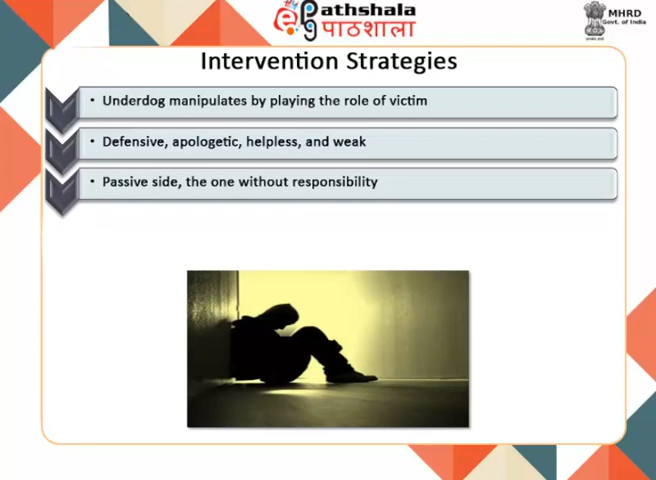 ePathshala
पाठशाला
MHRD
Govt. of India
Intervention Strategies
• Underdog manipulates by playing the role of victim
• Defensive, apologetic, helpless, and weak
• Passive side, the one without responsibility